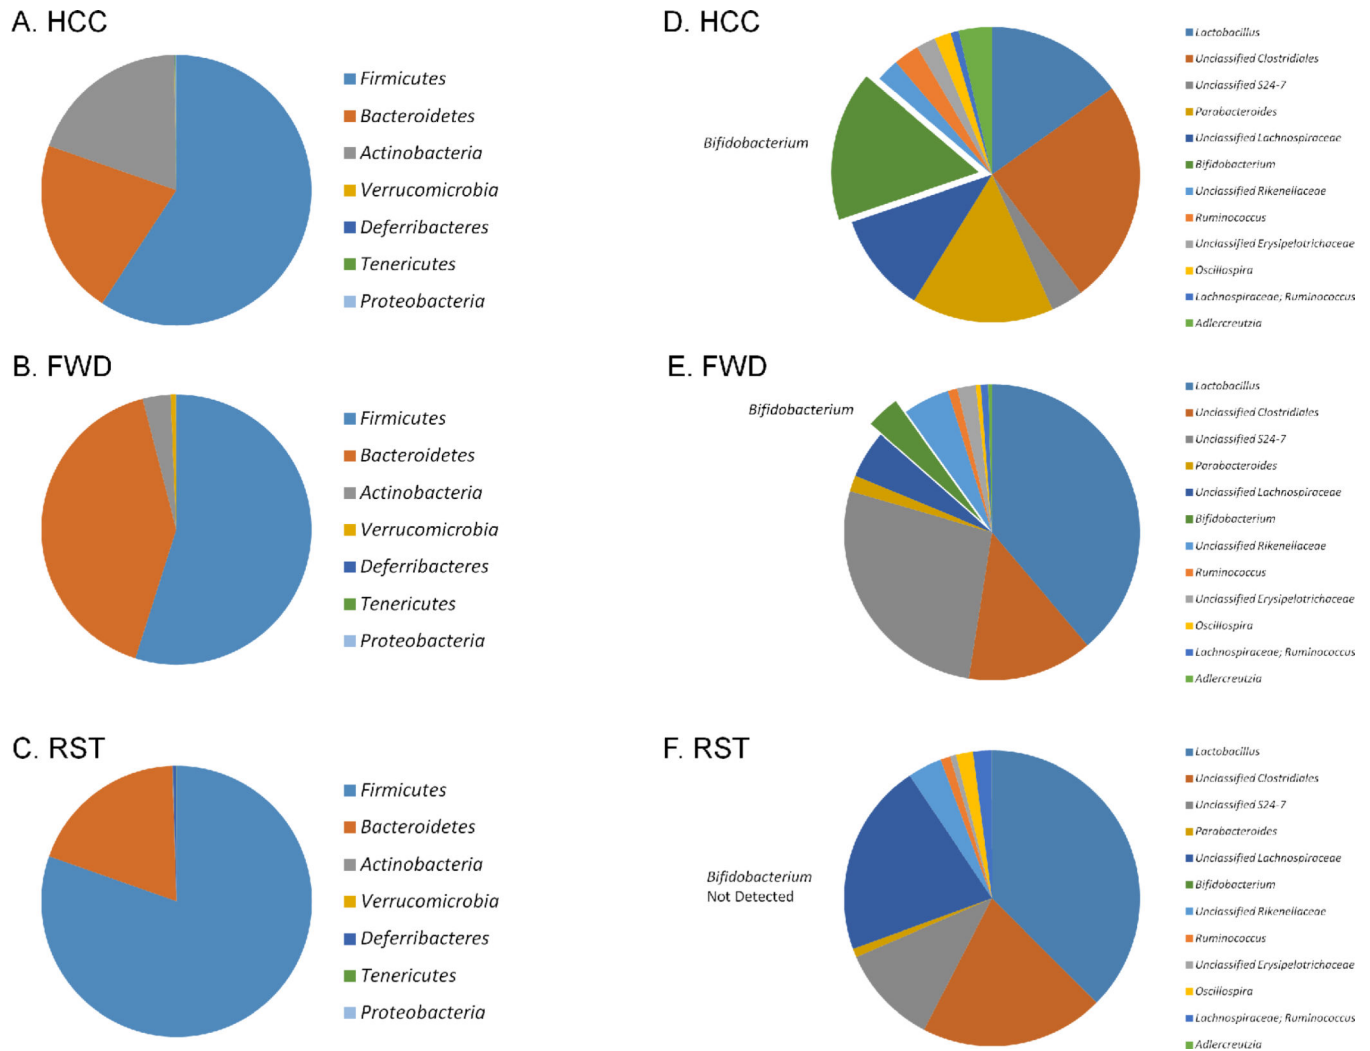 A. HCC
Firmicutes
Bacteroidetes
Actinobacteria
Verrucomicrobia
Deferribacteres
Tenericutes
Proteobacteria
D. HCC
Bifidobacterium
Lactobacillus
Unclassified Clostridiales
Unclassified S24-7
Parabacteroides
Unclassified Lachnospiraceae
Bifidobacterium
Unclassified Rikenellaceae
Ruminococcus
Unclassified Erysipelotrichaceae
Oscillospira
Lachnospiraceae; Ruminococcus
Adlercreutzia
B. FWD
Firmicutes
Bacteroidetes
Actinobacteria
Verrucomicrobia
Deferribacteres
Tenericutes
Proteobacteria
E. FWD
Bifidobacterium
Lactobacillus
Unclassified Clostridiales
Unclassified S24-7
Parabacteroides
Unclassified Lachnospiraceae
Bifidobacterium
Unclassified Rikenellaceae
Ruminococcus
Unclassified Erysipelotrichaceae
Oscillospira
Lachnospiraceae; Ruminococcus
Adlercreutzia
C. RST
Firmicutes
Bacteroidetes
Actinobacteria
Verrucomicrobia
Deferribacteres
Tenericutes
Proteobacteria
F. RST
Bifidobacterium
Not Detected
Lactobacillus
Unclassified Clostridiales
Unclassified S24-7
Parabacteroides
Unclassified Lachnospiraceae
Bifidobacterium
Unclassified Rikenellaceae
Ruminococcus
Unclassified Erysipelotrichaceae
Oscillospira
Lachnospiraceae; Ruminococcus
Adlercreutzia